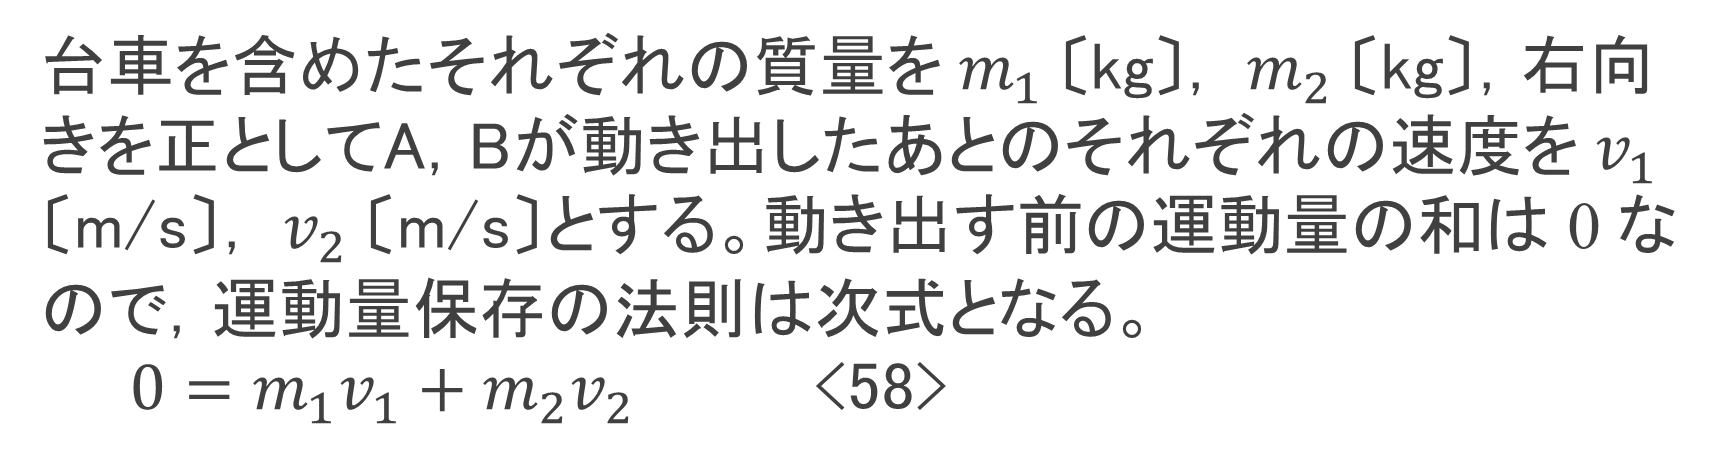 台車を含めたそれぞれの質量を m₁〔kg〕, m₂〔kg〕, 右向
きを正としてA, Bが動き出したあとのそれぞれの速度を v₁
〔m/s〕, v₂〔m/s〕とする。動き出す前の運動量の和は 0 な
ので, 運動量保存の法則は次式となる。
0 = m₁v₁ + m₂v₂ <58>